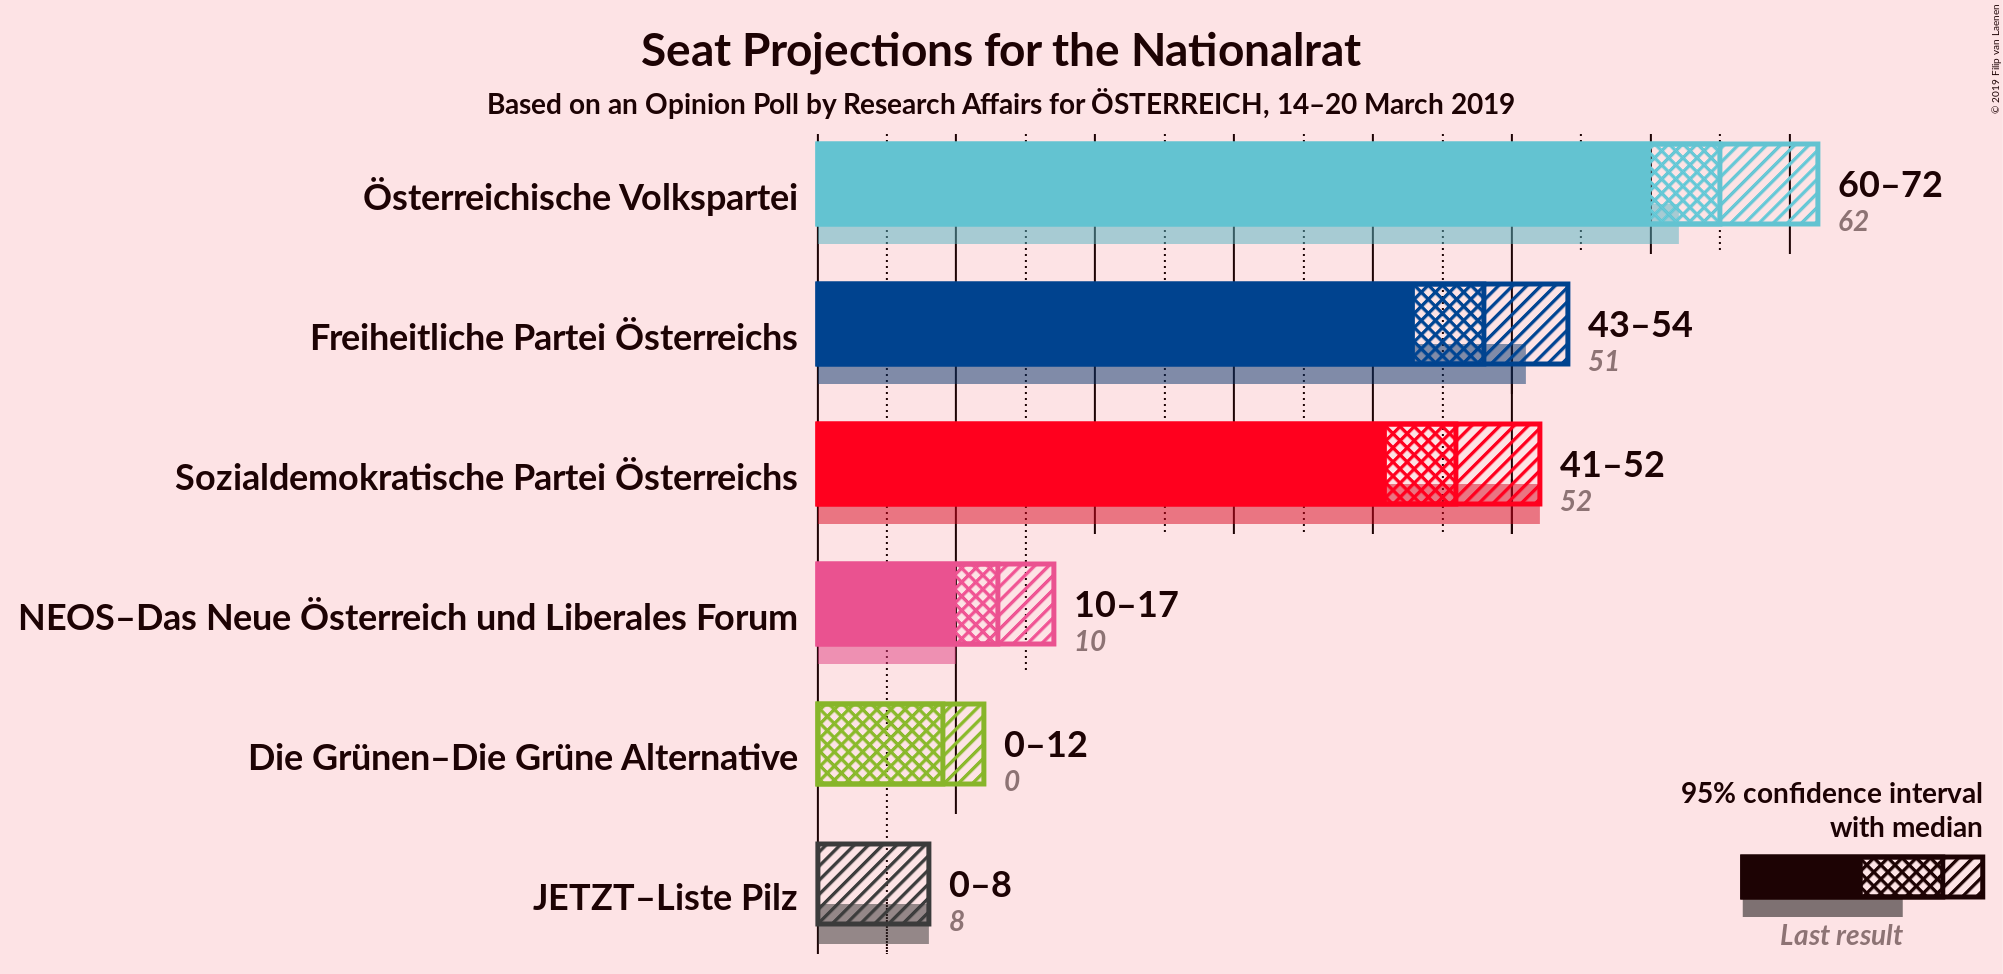 Seat Projections for the Nationalrat
Based on an Opinion Poll by Research Affairs for ÖSTERREICH, 14–20 March 2019
© 2019 Filip van Laenen
Österreichische Volkspartei
60–72
62
Freiheitliche Partei Österreichs
43–54
51
Sozialdemokratische Partei Österreichs
41–52
52
NEOS–Das Neue Österreich und Liberales Forum
10–17
10
Die Grünen–Die Grüne Alternative
0–12
0
JETZT–Liste Pilz
0–8
8
95% confidence interval
with median
Last result